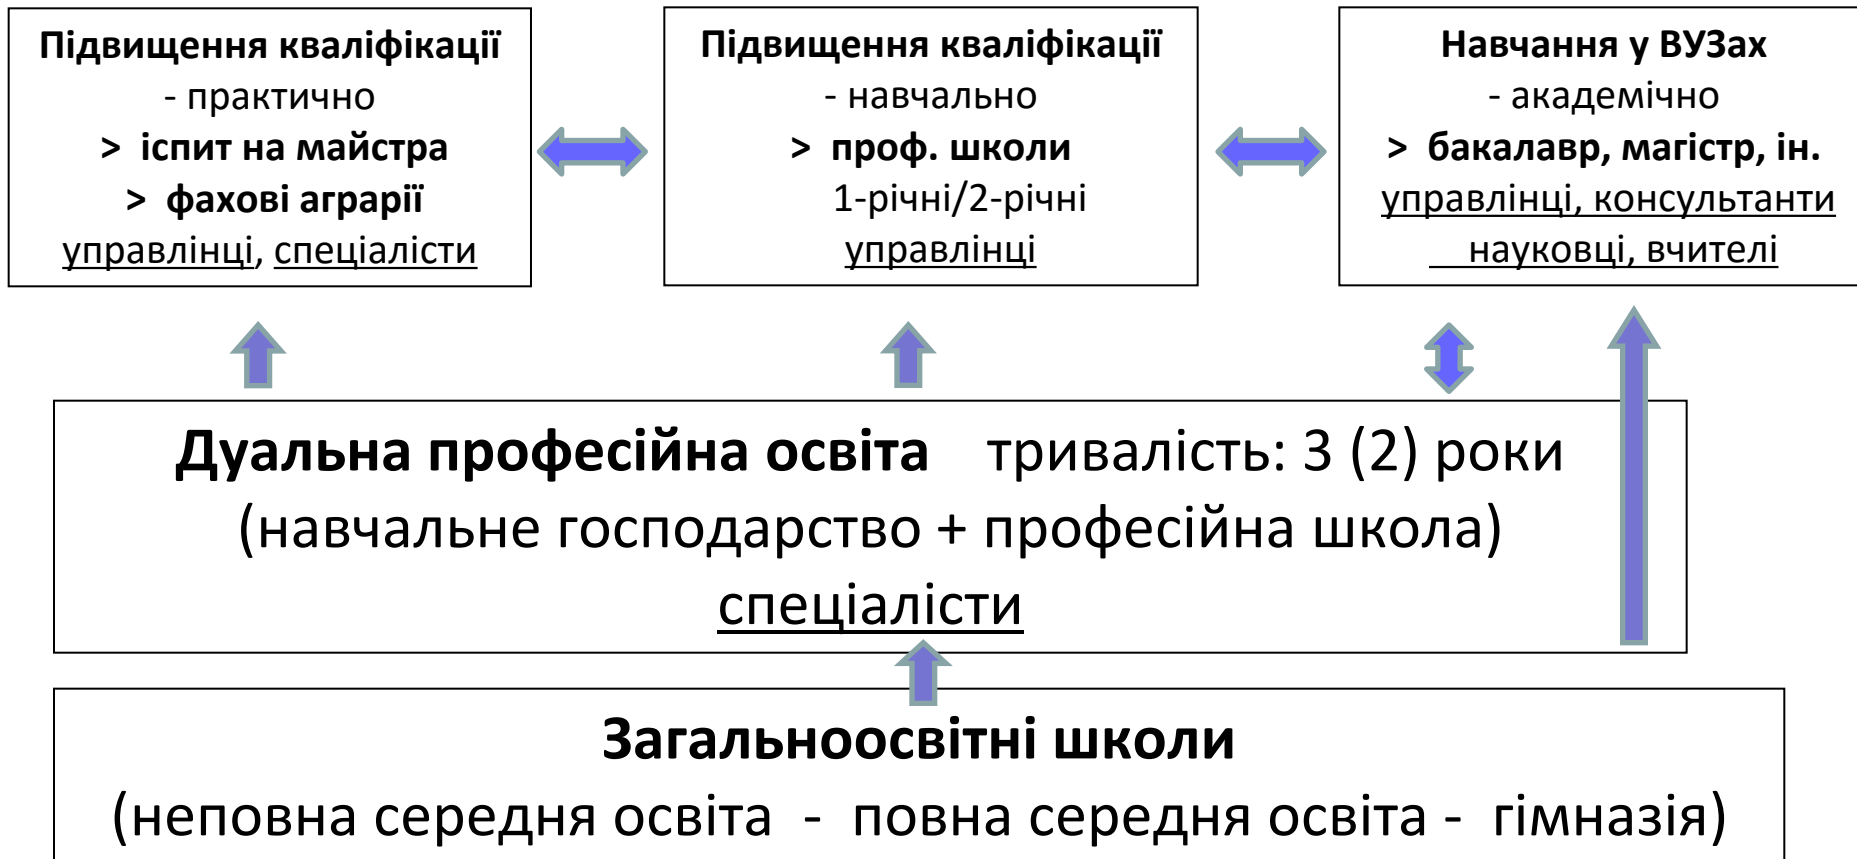 Підвищення кваліфікації
- практично
> іспит на майстра
> фахові аграрії
управлінці, спеціалісти
Підвищення кваліфікації
- навчально
> проф. школи
1-річні/2-річні
управлінці
Навчання у ВУЗах
- академічно
> бакалавр, магістр, ін.
управлінці, консультанти
науковці, вчителі
Дуальна професійна освіта тривалість: 3 (2) роки
(навчальне господарство + професійна школа)
спеціалісти
Загальноосвітні школи
(неповна середня освіта - повна середня освіта - гімназія)